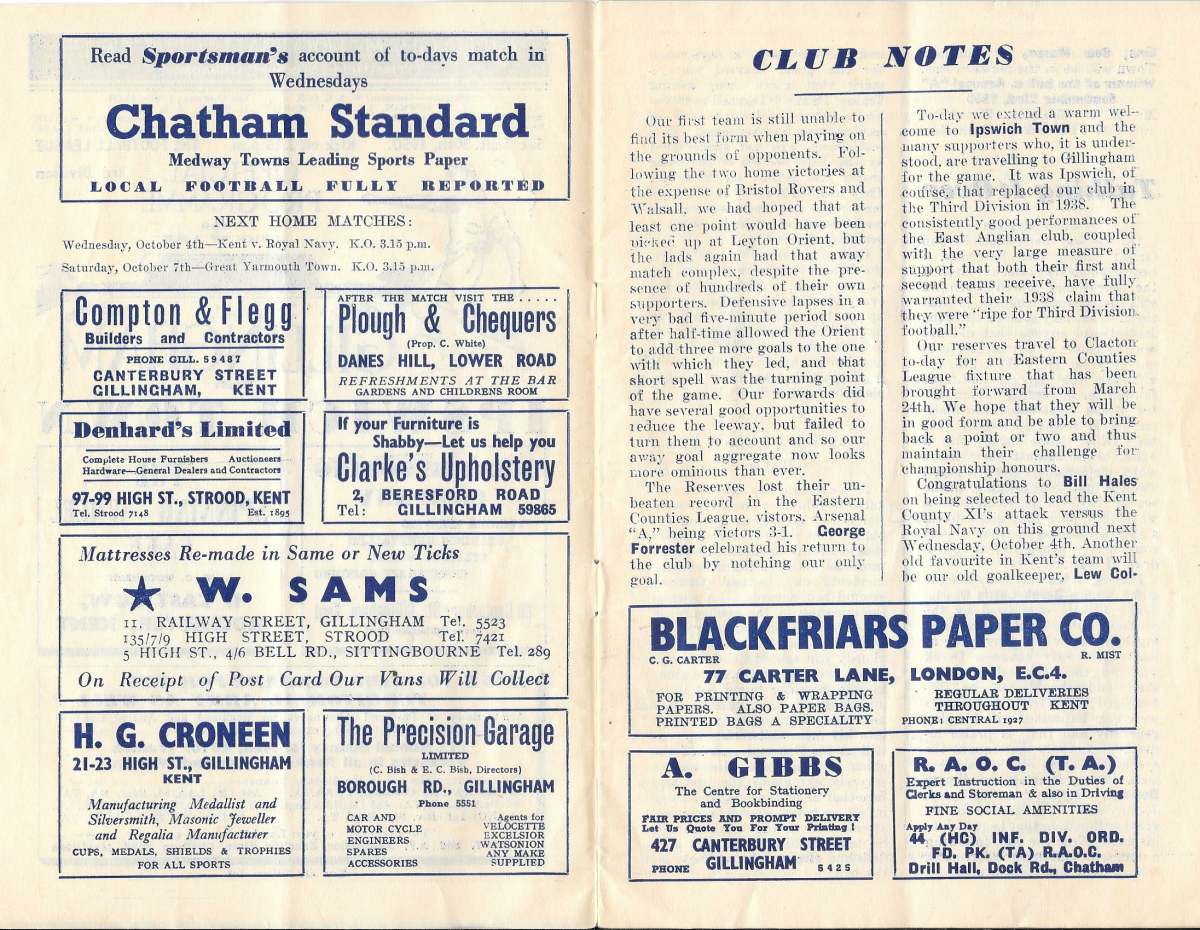 Read Sportsman's account of to-days match in
Wednesdays
Chatham Standard
Medway Towns Leading Sports Paper
LOCAL FOOTBALL FULLY REPORTED
NEXT HOME MATCHES:
Wednesday, October 4th—Kent v. Royal Navy. K.O. 3.15 p.m.
Saturday, October 7th—Great Yarmouth Town. K.O. 3.15 p.m.
Compton & Flegg
Builders and Contractors
PHONE GILL. 59487
CANTERBURY STREET
GILLINGHAM, KENT
AFTER THE MATCH VISIT THE .....
Plough & Chequers
(Prop. C. White)
DANES HILL, LOWER ROAD
REFRESHMENTS AT THE BAR
GARDENS AND CHILDRENS ROOM
Denhard's Limited
Complete House Furnishers Auctioneers
Hardware—General Dealers and Contractors
97-99 HIGH ST., STROOD, KENT
Tel. Strood 7148 Est. 1895
If your Furniture is
Shabby—Let us help you
Clarke's Upholstery
2, BERESFORD ROAD
Tel: GILLINGHAM 59865
Mattresses Re-made in Same or New Ticks
W. SAMS
11, RAILWAY STREET, GILLINGHAM Tel. 5523
135/7/9 HIGH STREET, STROOD Tel. 7421
5 HIGH ST., 4/6 BELL RD., SITTINGBOURNE Tel. 289
On Receipt of Post Card Our Vans Will Collect
H. G. CRONEEN
21-23 HIGH ST., GILLINGHAM
KENT
Manufacturing Medallist and
Silversmith, Masonic Jeweller
and Regalia Manufacturer
CUPS, MEDALS, SHIELDS & TROPHIES
FOR ALL SPORTS
The Precision Garage
LIMITED
(C. Bish & E. C. Bish, Directors)
BOROUGH RD., GILLINGHAM
Phone 5551
CAR AND
MOTOR CYCLE
ENGINEERS
SPARES
ACCESSORIES
Agents for
VELOCETTE
EXCELSIOR
WATSONION
ANY MAKE
SUPPLIED
CLUB NOTES
Our first team is still unable to
find its best form when playing on
the grounds of opponents. Fol-
lowing the two home victories at
the expense of Bristol Rovers and
Walsall, we had hoped that at
least one point would have been
picked up at Leyton Orient, but
the lads again had that away
match complex, despite the pre-
sence of hundreds of their own
supporters. Defensive lapses in a
very bad five-minute period soon
after half-time allowed the Orient
to add three more goals to the one
with which they led, and that
short spell was the turning point
of the game. Our forwards did
have several good opportunities to
reduce the leeway, but failed to
turn them to account and so our
away goal aggregate now looks
more ominous than ever.
The Reserves lost their un-
beaten record in the Eastern
Counties League, vistors, Arsenal
"A," being victors 3-1. George
Forrester celebrated his return to
the club by notching our only
goal.
To-day we extend a warm wel-
come to Ipswich Town and the
many supporters who, it is under-
stood, are travelling to Gillingham
for the game. It was Ipswich, of
course, that replaced our club in
the Third Division in 1938. The
consistently good performances of
the East Anglian club, coupled
with the very large measure of
support that both their first and
second teams receive, have fully
warranted their 1938 claim that
they were "ripe for Third Division
football."
Our reserves travel to Clacton
to-day for an Eastern Counties
League fixture that has been
brought forward from March
24th. We hope that they will be
in good form and be able to bring
back a point or two and thus
maintain their challenge for
championship honours.
Congratulations to Bill Hales
on being selected to lead the Kent
County XI's attack versus the
Royal Navy on this ground next
Wednesday, October 4th. Another
old favourite in Kent's team will
be our old goalkeeper, Lew Col-
BLACKFRIARS PAPER CO.
C. G. CARTER R. MIST
77 CARTER LANE, LONDON, E.C.4.
FOR PRINTING & WRAPPING
PAPERS. ALSO PAPER BAGS.
PRINTED BAGS A SPECIALITY
REGULAR DELIVERIES
THROUGHOUT KENT
PHONE: CENTRAL 1927
A. GIBBS
The Centre for Stationery
and Bookbinding
FAIR PRICES AND PROMPT DELIVERY
Let Us Quote You For Your Printing!
427 CANTERBURY STREET
GILLINGHAM
PHONE 5425
R. A. O. C. (T. A.)
Expert Instruction in the Duties of
Clerks and Storeman & also in Driving
FINE SOCIAL AMENITIES
Apply Any Day
44 (HC) INF. DIV. ORD.
FD. PK. (TA) R.A.O.C.
Drill Hall, Dock Rd., Chatham